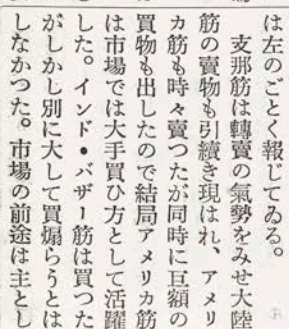 は左のごとく報じてゐる。
支那筋は轉賣の氣勢をみせ大陸
筋の賣物も引續き現はれ、アメリ
カ筋も時々賣つたが同時に巨額の
買物も出したので結局アメリカ筋
は市場では大手買ひ方として活躍
した。インド・バザー筋は買つた
がしかし別に大して買煽らうとは
しなかつた。市場の前途は主とし